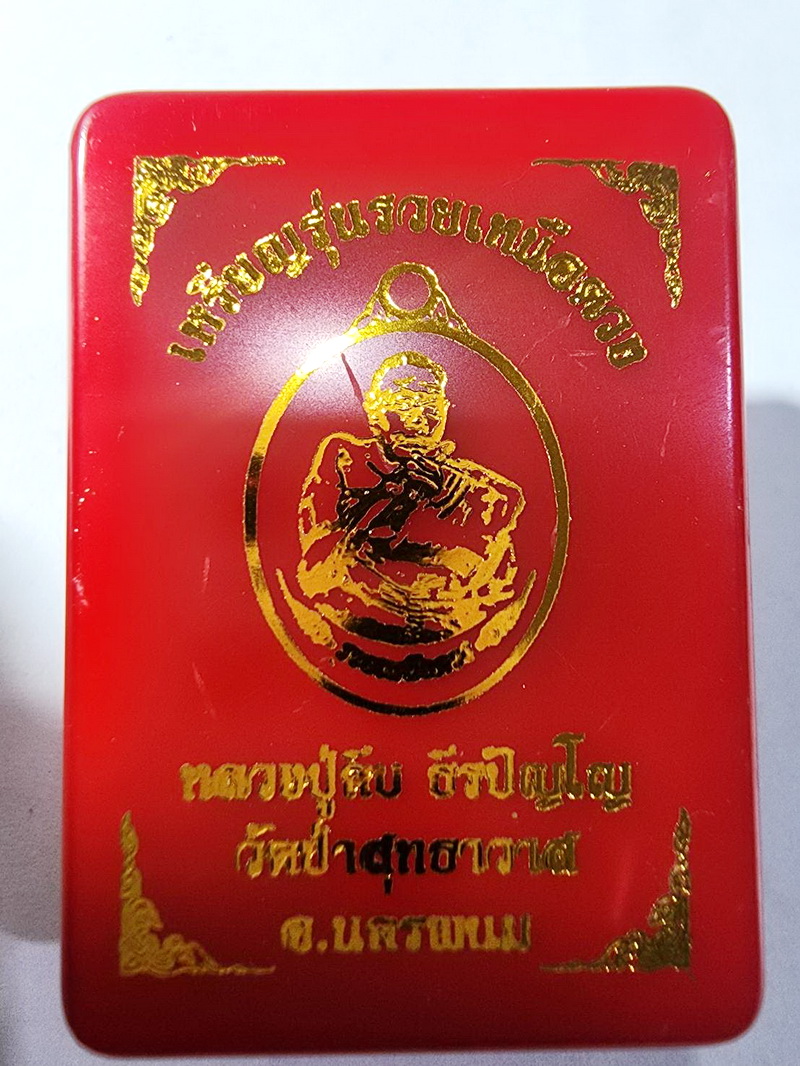 เหรียญรุ่นรวยเหนือดวง
หลวงปู่ดึบ ธีรปัญโญ
วัดป่าสุทธาวาส
จ.นครพนม